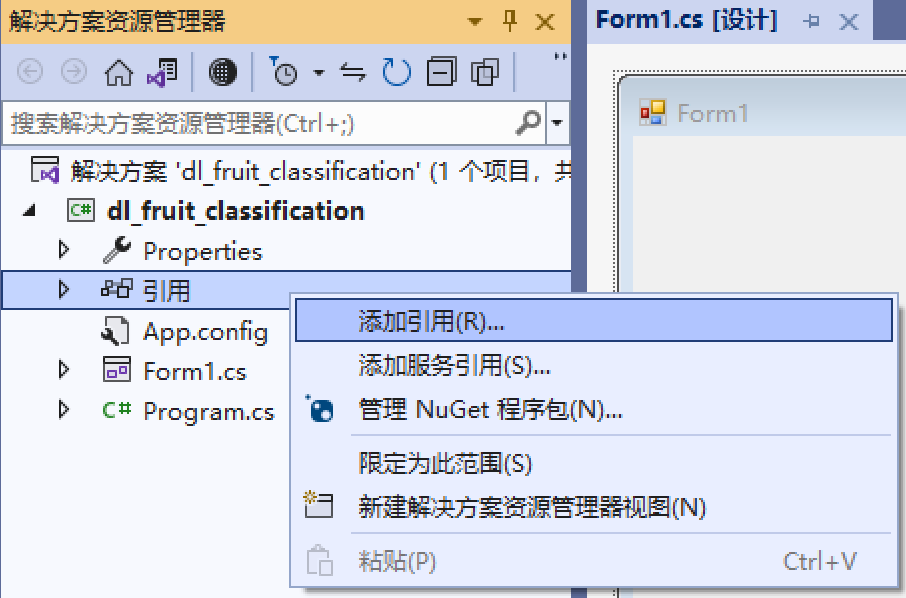 解决方案资源管理器
Form1.cs [设计]
搜索解决方案资源管理器(Ctrl+;)
Form1
解决方案 'dl_fruit_classification' (1 个项目，共
C# dl_fruit_classification
Properties
引用
App.config
Form1.cs
C# Program.cs
添加引用(R)...
添加服务引用(S)...
管理 NuGet 程序包(N)...
限定为此范围(S)
新建解决方案资源管理器视图(N)
粘贴(P) Ctrl+V